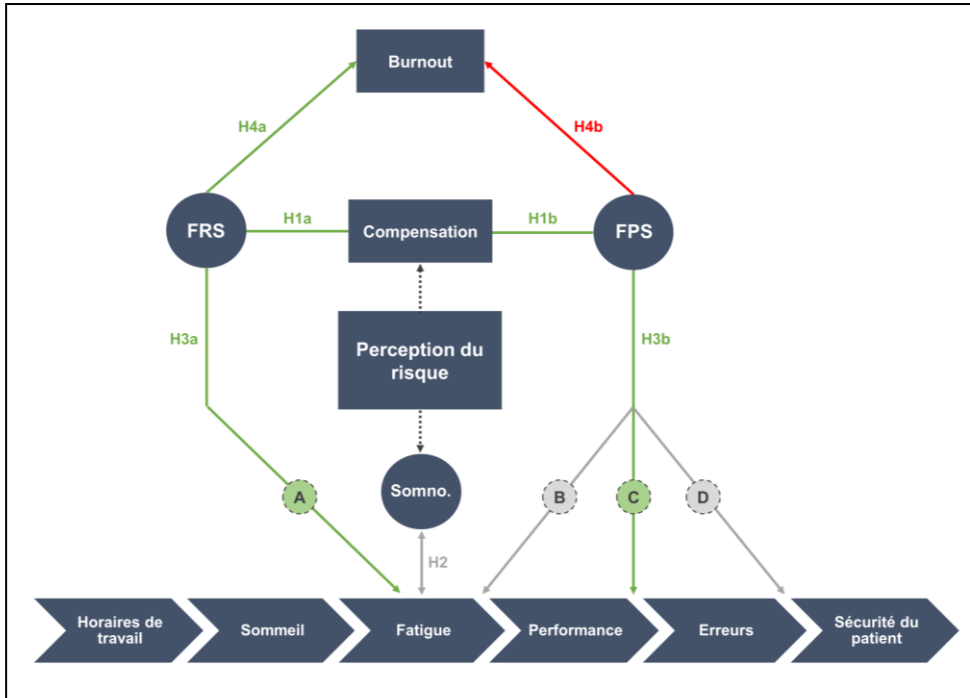 Burnout
H4a
H4b
FRS
H1a
Compensation
H1b
FPS
H3a
Perception du
risque
H3b
A
Somno.
B
C
D
H2
Horaires de
travail
Sommeil
Fatigue
Performance
Erreurs
Sécurité du
patient